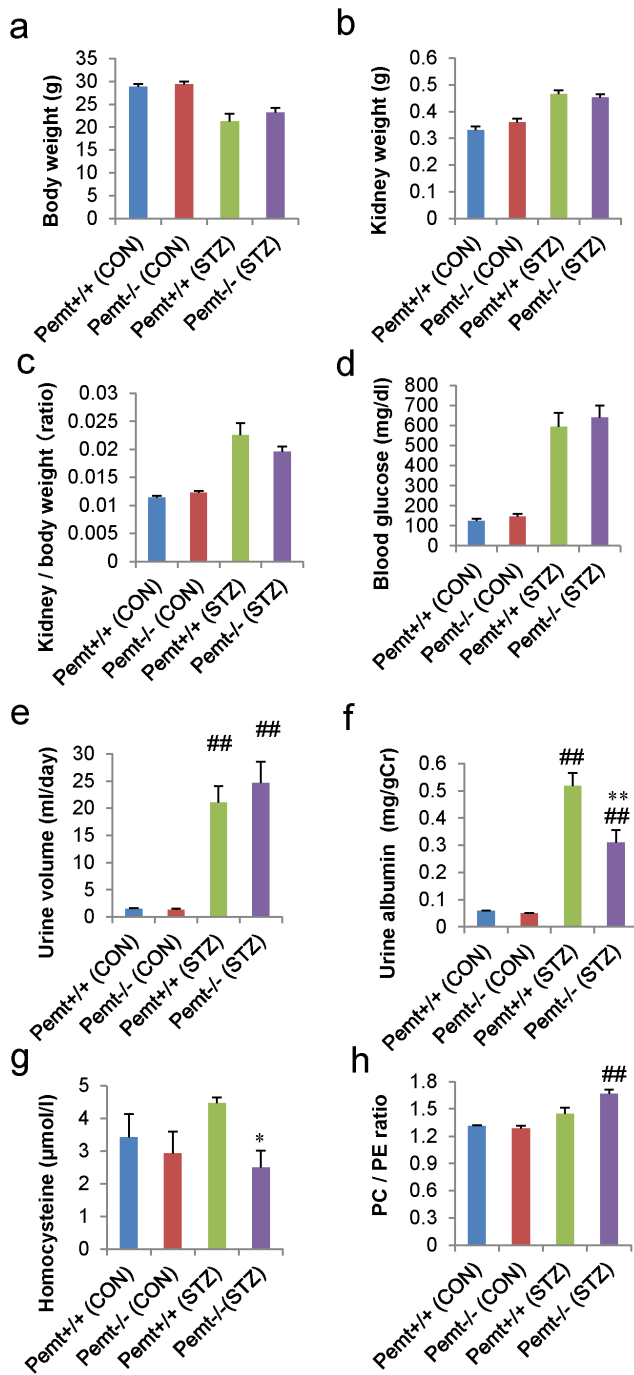 a
Body weight (g)
35
30
25
20
15
10
5
0
Pemt+/+ (CON)
Pemt-/- (CON)
Pemt+/+ (STZ)
Pemt-/- (STZ)
b
Kidney weight (g)
0.6
0.5
0.4
0.3
0.2
0.1
0
Pemt+/+ (CON)
Pemt-/- (CON)
Pemt+/+ (STZ)
Pemt-/- (STZ)
c
Kidney / body weight (ratio)
0.03
0.025
0.02
0.015
0.01
0.005
0
Pemt+/+ (CON)
Pemt-/- (CON)
Pemt+/+ (STZ)
Pemt-/- (STZ)
d
Blood glucose (mg/dl)
800
700
600
500
400
300
200
100
0
Pemt+/+ (CON)
Pemt-/- (CON)
Pemt+/+ (STZ)
Pemt-/- (STZ)
e
Urine volume (ml/day)
30
25
20
15
10
5
0
##
##
Pemt+/+ (CON)
Pemt-/- (CON)
Pemt+/+ (STZ)
Pemt-/- (STZ)
f
Urine albumin (mg/gCr)
0.6
0.5
0.4
0.3
0.2
0.1
0
##
**
##
Pemt+/+ (CON)
Pemt-/- (CON)
Pemt+/+ (STZ)
Pemt-/- (STZ)
g
Homocysteine (μmol/l)
5
4
3
2
1
0
*
Pemt+/+ (CON)
Pemt-/- (CON)
Pemt+/+ (STZ)
Pemt-/-(STZ)
h
PC / PE ratio
1.8
1.5
1.2
0.9
0.6
0.3
0
##
Pemt+/+ (CON)
Pemt-/- (CON)
Pemt+/+ (STZ)
Pemt-/- (STZ)